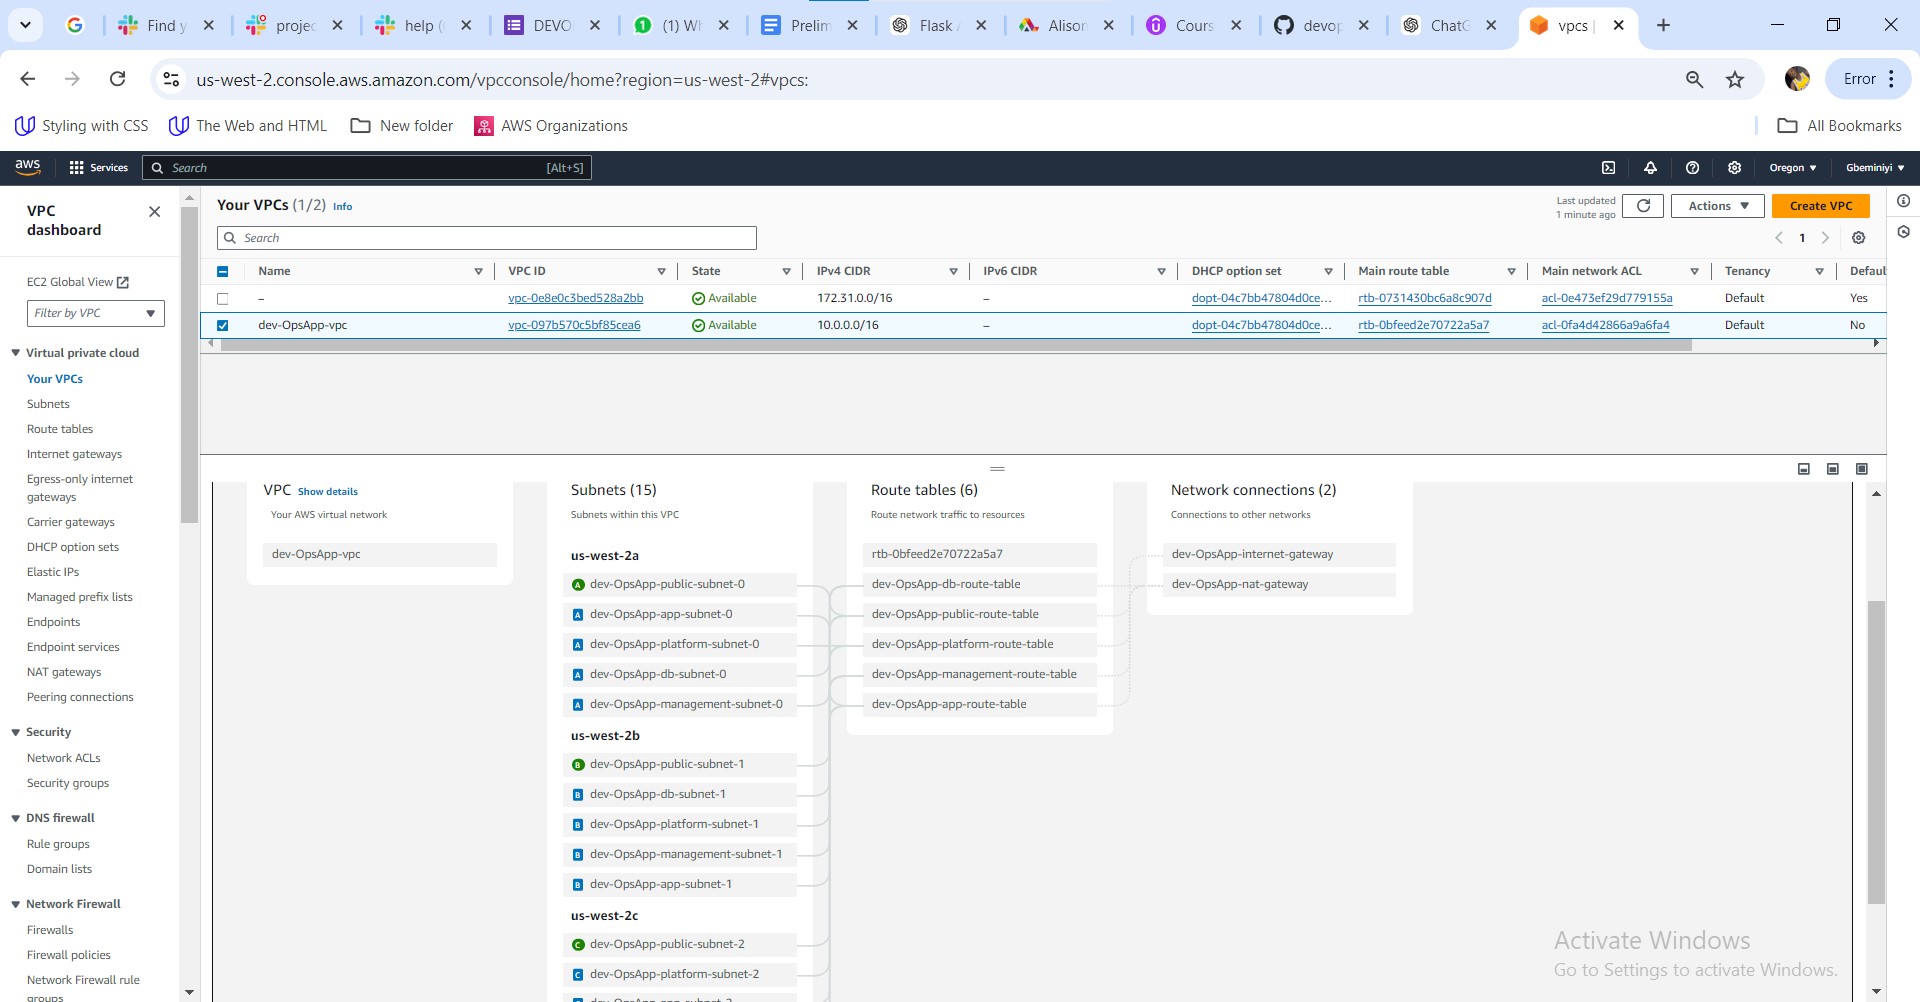 Find y
projec
help (
DEVO
(1) Wh
Prelim
Flask
Alison
Cours
devop
ChatG
vpcs |
us-west-2.console.aws.amazon.com/vpcconsole/home?region=us-west-2#vpcs:
Error
Styling with CSS
The Web and HTML
New folder
AWS Organizations
All Bookmarks
aws
Services
Search
[Alt+S]
Oregon
Gbeminiyi
VPC
dashboard
EC2 Global View
Filter by VPC
Virtual private cloud
Your VPCs
Subnets
Route tables
Internet gateways
Egress-only internet
gateways
Carrier gateways
DHCP option sets
Elastic IPs
Managed prefix lists
Endpoints
Endpoint services
NAT gateways
Peering connections
Security
Network ACLs
Security groups
DNS firewall
Rule groups
Domain lists
Network Firewall
Firewalls
Firewall policies
Network Firewall rule
groups
Your VPCs (1/2) Info
Last updated
1 minute ago
Actions
Create VPC
Search
1
Name VPC ID State IPv4 CIDR IPv6 CIDR DHCP option set Main route table Main network ACL Tenancy Defaul
– vpc-0e8e0c3bed528a2bb Available 172.31.0.0/16 – dopt-04c7bb47804d0ce... rtb-0731430bc6a8c907d acl-0e473ef29d779155a Default Yes
dev-OpsApp-vpc vpc-097b570c5bf85cea6 Available 10.0.0.0/16 – dopt-04c7bb47804d0ce... rtb-0bfeed2e70722a5a7 acl-0fa4d42866a9a6fa4 Default No
VPC Show details
Your AWS virtual network
dev-OpsApp-vpc
Subnets (15)
Subnets within this VPC
us-west-2a
A dev-OpsApp-public-subnet-0
A dev-OpsApp-app-subnet-0
A dev-OpsApp-platform-subnet-0
A dev-OpsApp-db-subnet-0
A dev-OpsApp-management-subnet-0
us-west-2b
B dev-OpsApp-public-subnet-1
B dev-OpsApp-db-subnet-1
B dev-OpsApp-platform-subnet-1
B dev-OpsApp-management-subnet-1
B dev-OpsApp-app-subnet-1
us-west-2c
C dev-OpsApp-public-subnet-2
C dev-OpsApp-platform-subnet-2
Route tables (6)
Route network traffic to resources
rtb-0bfeed2e70722a5a7
dev-OpsApp-db-route-table
dev-OpsApp-public-route-table
dev-OpsApp-platform-route-table
dev-OpsApp-management-route-table
dev-OpsApp-app-route-table
Network connections (2)
Connections to other networks
dev-OpsApp-internet-gateway
dev-OpsApp-nat-gateway
Activate Windows
Go to Settings to activate Windows.